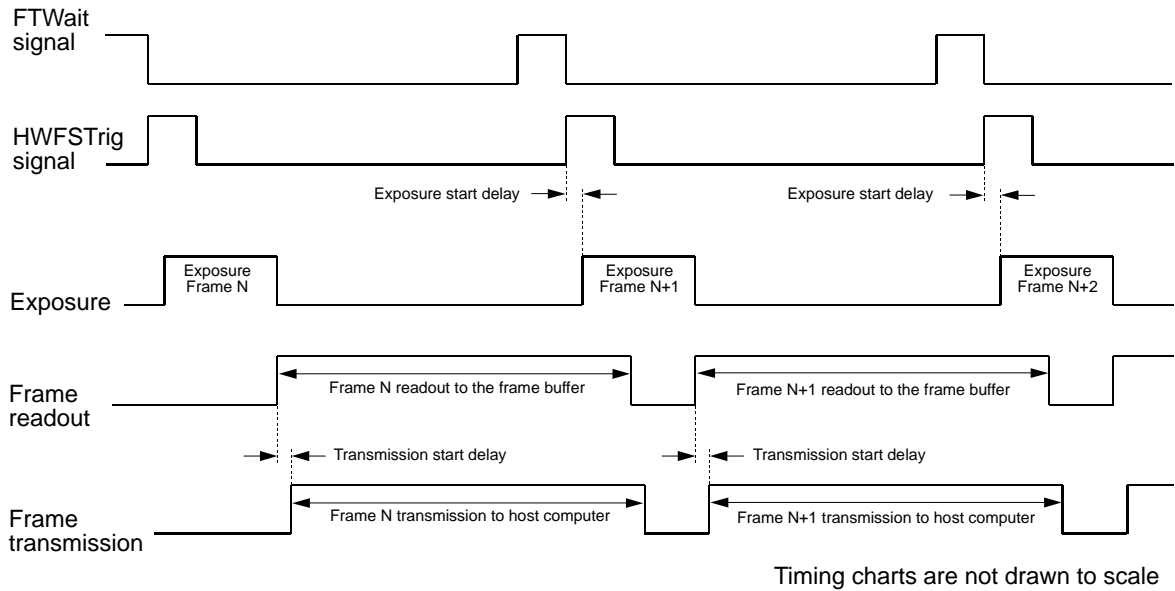 FTWait
signal
HWFSTrig
signal
Exposure start delay
Exposure start delay
Exposure
Frame N
Exposure
Frame N+1
Exposure
Frame N+2
Exposure
Frame N readout to the frame buffer
Frame N+1 readout to the frame buffer
Frame
readout
Transmission start delay
Transmission start delay
Frame N transmission to host computer
Frame N+1 transmission to host computer
Frame
transmission
Timing charts are not drawn to scale